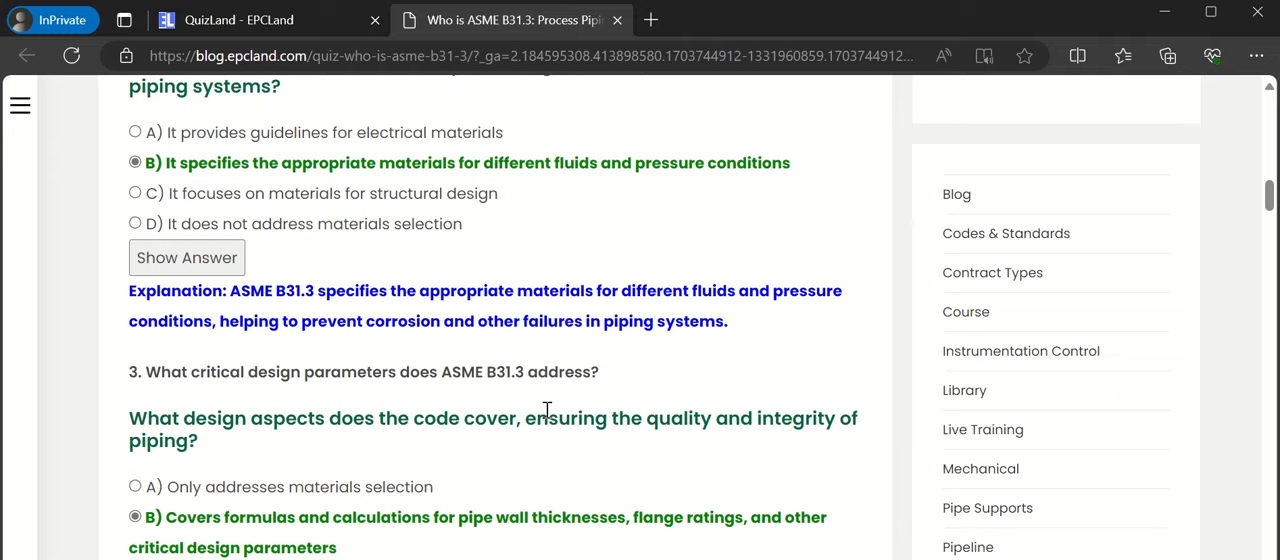 InPrivate
QuizLand - EPCLand
Who is ASME B31.3: Process Pipi
https://blog.epcland.com/quiz-who-is-asme-b31-3/?_ga=2.184595308.413898580.1703744912-1331960859.1703744912...
piping systems?
A) It provides guidelines for electrical materials
B) It specifies the appropriate materials for different fluids and pressure conditions
C) It focuses on materials for structural design
D) It does not address materials selection
Show Answer
Explanation: ASME B31.3 specifies the appropriate materials for different fluids and pressure
conditions, helping to prevent corrosion and other failures in piping systems.
3. What critical design parameters does ASME B31.3 address?
What design aspects does the code cover, ensuring the quality and integrity of
piping?
A) Only addresses materials selection
B) Covers formulas and calculations for pipe wall thicknesses, flange ratings, and other
critical design parameters
Blog
Codes & Standards
Contract Types
Course
Instrumentation Control
Library
Live Training
Mechanical
Pipe Supports
Pipeline